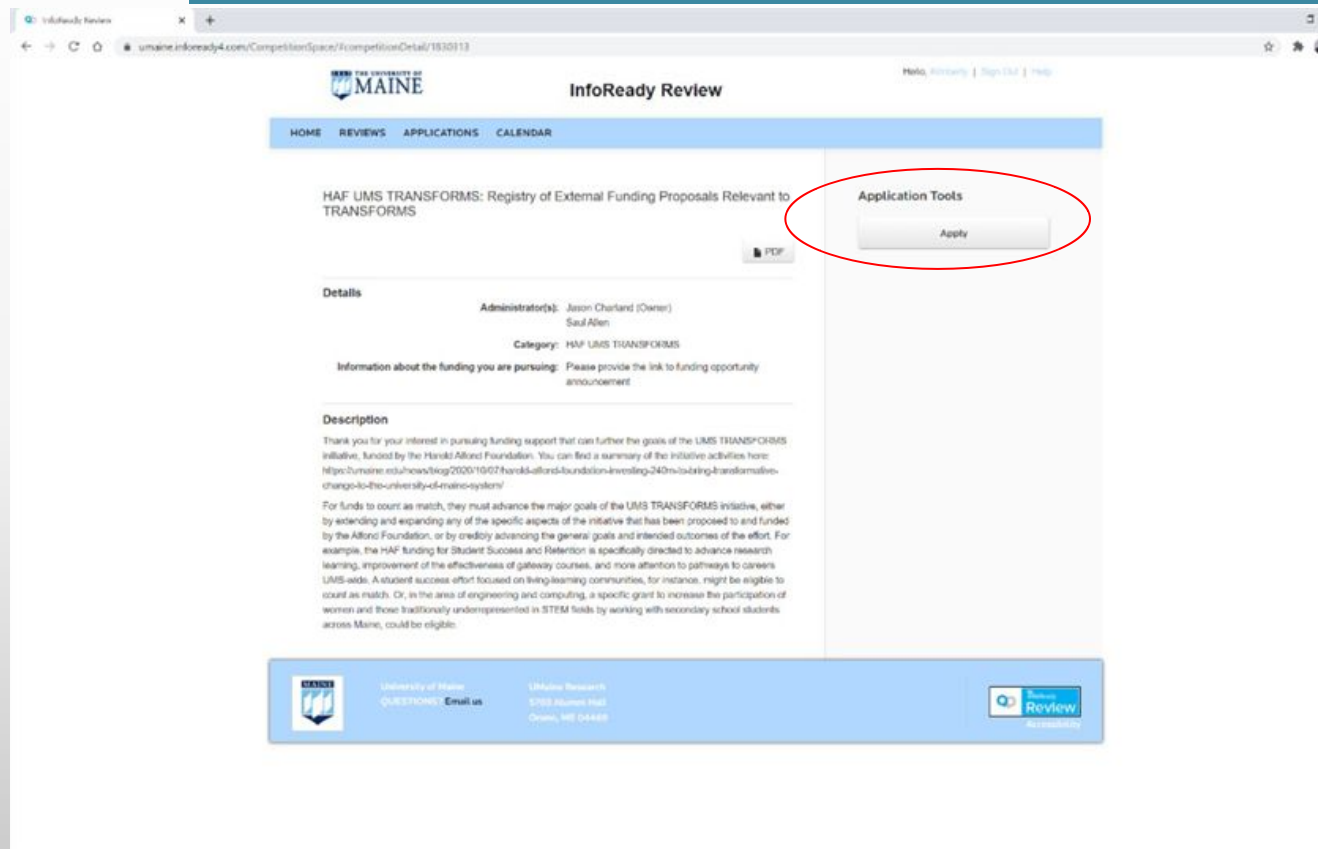 InfoReady Review
umaine.infoready4.com/CompetitionSpace/#competitionDetail/1830313
THE UNIVERSITY OF
MAINE
InfoReady Review
Hello, Kimberly | Sign Out | Help
HOME REVIEWS APPLICATIONS CALENDAR
HAF UMS TRANSFORMS: Registry of External Funding Proposals Relevant to
TRANSFORMS
Application Tools
Apply
PDF
Details
Administrator(s): Jason Charland (Owner)
Saul Allen
Category: HAF UMS TRANSFORMS
Information about the funding you are pursuing: Please provide the link to funding opportunity
announcement
Description
Thank you for your interest in pursuing funding support that can further the goals of the UMS TRANSFORMS
initiative, funded by the Harold Alfond Foundation. You can find a summary of the initiative activities here:
https://umaine.edu/news/blog/2020/10/07/harold-alfond-foundation-investing-240m-to-bring-transformative-
change-to-the-university-of-maine-system/
For funds to count as match, they must advance the major goals of the UMS TRANSFORMS initiative, either
by extending and expanding any of the specific aspects of the initiative that has been proposed to and funded
by the Alfond Foundation, or by credibly advancing the general goals and intended outcomes of the effort. For
example, the HAF funding for Student Success and Retention is specifically directed to advance research
learning, improvement of the effectiveness of gateway courses, and more attention to pathways to careers
UMS-wide. A student success effort focused on living-learning communities, for instance, might be eligible to
count as match. Or, in the area of engineering and computing, a specific grant to increase the participation of
women and those traditionally underrepresented in STEM fields by working with secondary school students
across Maine, could be eligible.
MAINE
University of Maine
QUESTIONS: Email us
UMaine Research
5703 Alumni Hall
Orono, ME 04469
Review
Accessibility